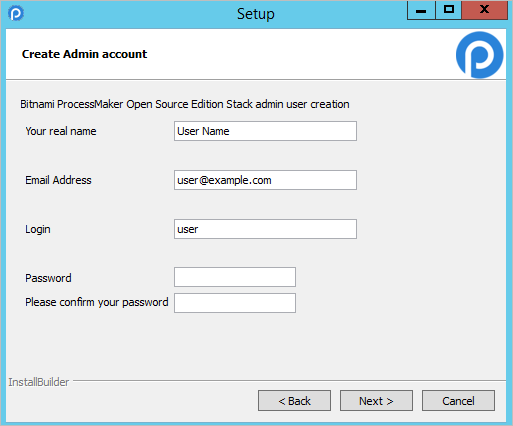 Setup
Create Admin account
Bitnami ProcessMaker Open Source Edition Stack admin user creation
Your real name User Name
Email Address user@example.com
Login user
Password
Please confirm your password
InstallBuilder
< Back Next > Cancel